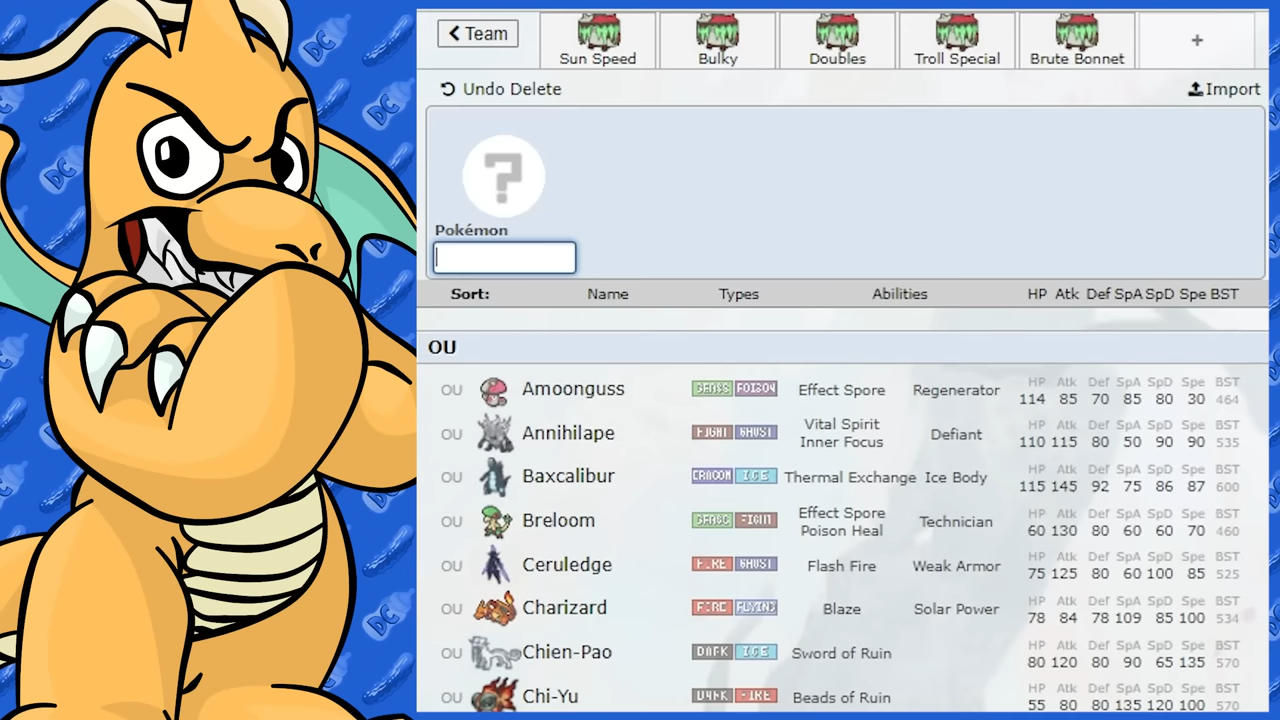 Team
Sun Speed
Bulky
Doubles
Troll Special
Brute Bonnet
+
Undo Delete
Import
?
Pokémon
Sort: Name Types Abilities HP Atk Def SpA SpD Spe BST
OU
OU Amoonguss GRASS POISON Effect Spore Regenerator HP 114 Atk 85 Def 70 SpA 85 SpD 80 Spe 30 BST 464
OU Annihilape FIGHT GHOST Vital Spirit Inner Focus Defiant HP 110 Atk 115 Def 80 SpA 50 SpD 90 Spe 90 BST 535
OU Baxcalibur DRAGON ICE Thermal Exchange Ice Body HP 115 Atk 145 Def 92 SpA 75 SpD 86 Spe 87 BST 600
OU Breloom GRASS FIGHT Effect Spore Poison Heal Technician HP 60 Atk 130 Def 80 SpA 60 SpD 60 Spe 70 BST 460
OU Ceruledge FIRE GHOST Flash Fire Weak Armor HP 75 Atk 125 Def 80 SpA 60 SpD 100 Spe 85 BST 525
OU Charizard FIRE FLYING Blaze Solar Power HP 78 Atk 84 Def 78 SpA 109 SpD 85 Spe 100 BST 534
OU Chien-Pao DARK ICE Sword of Ruin HP 80 Atk 120 Def 80 SpA 90 SpD 65 Spe 135 BST 570
OU Chi-Yu DARK FIRE Beads of Ruin HP 55 Atk 80 Def 80 SpA 135 SpD 120 Spe 100 BST 570
DC
DC
DC
DC
DC